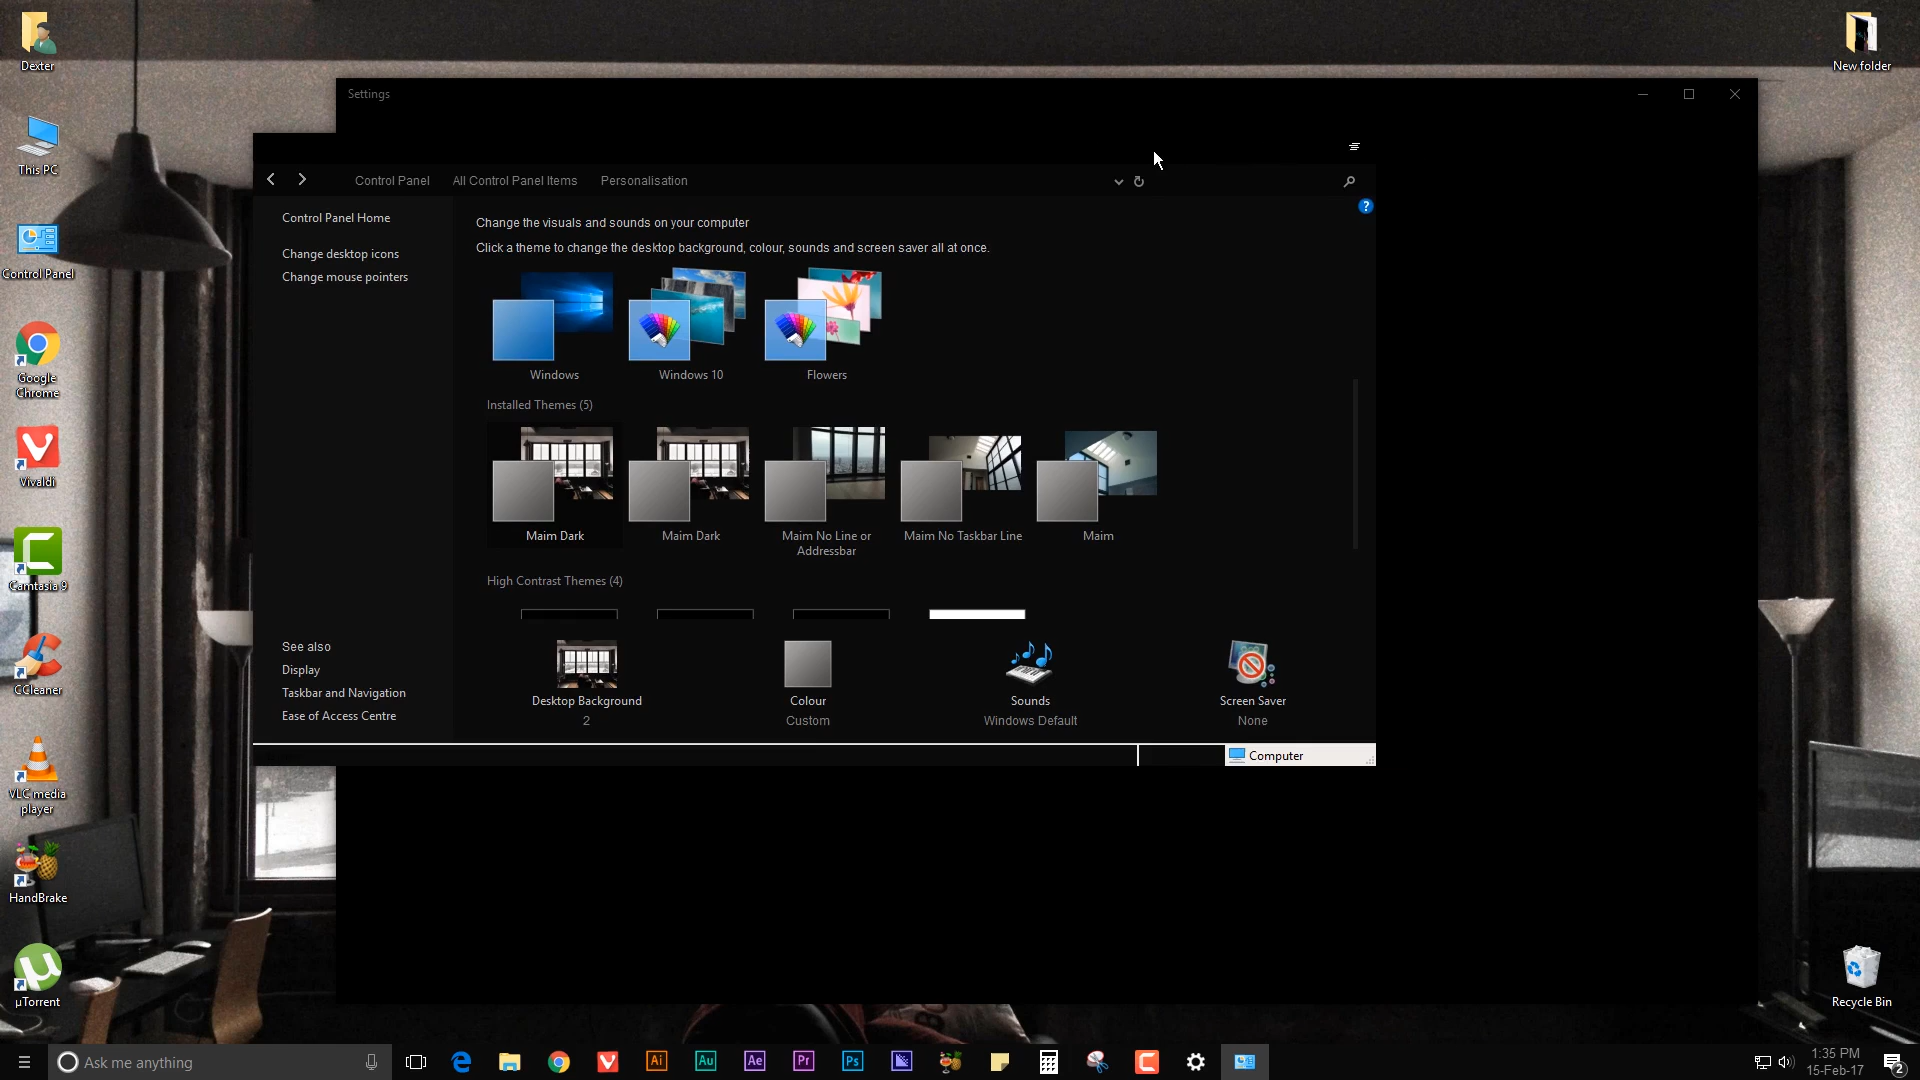 Dexter
This PC
Control Panel
Google
Chrome
Vivaldi
Camtasia 9
CCleaner
VLC media
player
HandBrake
µTorrent
New folder
Recycle Bin
Settings
Control Panel
All Control Panel Items
Personalisation
?
Control Panel Home
Change desktop icons
Change mouse pointers
See also
Display
Taskbar and Navigation
Ease of Access Centre
Change the visuals and sounds on your computer
Click a theme to change the desktop background, colour, sounds and screen saver all at once.
Windows
Windows 10
Flowers
Installed Themes (5)
Maim Dark
Maim Dark
Maim No Line or
Addressbar
Maim No Taskbar Line
Maim
High Contrast Themes (4)
Desktop Background
2
Colour
Custom
Sounds
Windows Default
Screen Saver
None
Computer
Ask me anything
Ai
Au
Ae
Pr
Ps
1:35 PM
15-Feb-17
2